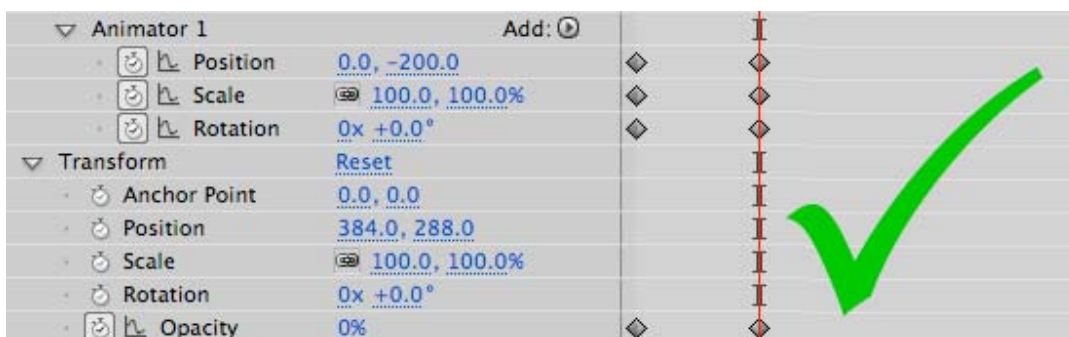 Animator 1 Add:
Position 0.0, -200.0
Scale 100.0, 100.0%
Rotation 0x +0.0°
Transform Reset
Anchor Point 0.0, 0.0
Position 384.0, 288.0
Scale 100.0, 100.0%
Rotation 0x +0.0°
Opacity 0%